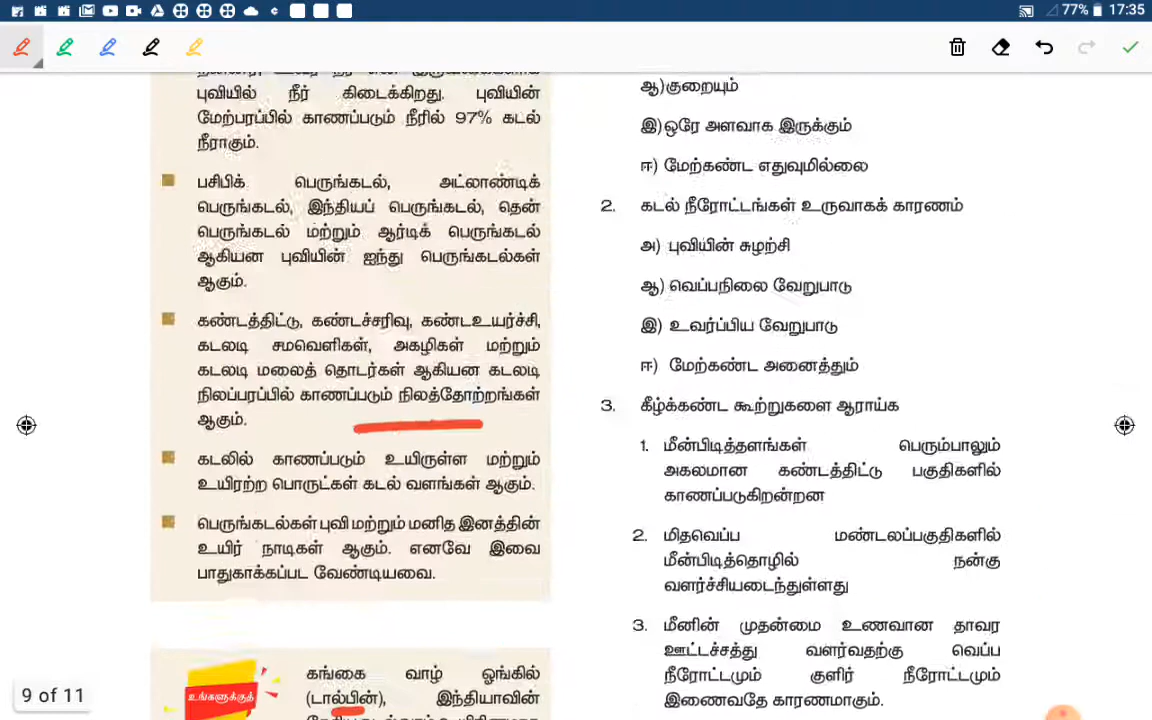 77% 17:35
புவியில் நீர் கிடைக்கிறது. புவியின்
மேற்பரப்பில் காணப்படும் நீரில் 97% கடல்
நீராகும்.
பசிபிக் பெருங்கடல், அட்லாண்டிக்
பெருங்கடல், இந்தியப் பெருங்கடல், தென்
பெருங்கடல் மற்றும் ஆர்டிக் பெருங்கடல்
ஆகியன புவியின் ஐந்து பெருங்கடல்கள்
ஆகும்.
கண்டத்திட்டு, கண்டச்சரிவு, கண்டஉயர்ச்சி,
கடலடி சமவெளிகள், அகழிகள் மற்றும்
கடலடி மலைத் தொடர்கள் ஆகியன கடலடி
நிலப்பரப்பில் காணப்படும் நிலத்தோற்றங்கள்
ஆகும்.
கடலில் காணப்படும் உயிருள்ள மற்றும்
உயிரற்ற பொருட்கள் கடல் வளங்கள் ஆகும்.
பெருங்கடல்கள் புவி மற்றும் மனித இனத்தின்
உயிர் நாடிகள் ஆகும். எனவே இவை
பாதுகாக்கப்பட வேண்டியவை.
உங்களுக்குத்
கங்கை வாழ் ஓங்கில்
(டால்பின்), இந்தியாவின்
9 of 11
ஆ)குறையும்
இ)ஒரே அளவாக இருக்கும்
ஈ) மேற்கண்ட எதுவுமில்லை
2. கடல் நீரோட்டங்கள் உருவாகக் காரணம்
அ) புவியின் சுழற்சி
ஆ) வெப்பநிலை வேறுபாடு
இ) உவர்ப்பிய வேறுபாடு
ஈ) மேற்கண்ட அனைத்தும்
3. கீழ்க்கண்ட கூற்றுகளை ஆராய்க
1. மீன்பிடித்தளங்கள் பெரும்பாலும்
அகலமான கண்டத்திட்டு பகுதிகளில்
காணப்படுகிறன்றன
2. மிதவெப்ப மண்டலப்பகுதிகளில்
மீன்பிடித்தொழில் நன்கு
வளர்ச்சியடைந்துள்ளது
3. மீனின் முதன்மை உணவான தாவர
ஊட்டச்சத்து வளர்வதற்கு வெப்ப
நீரோட்டமும் குளிர் நீரோட்டமும்
இணைவதே காரணமாகும்.